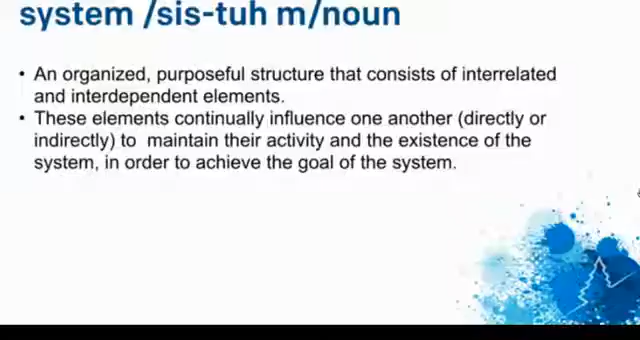 system /sis-tuh m/noun
• An organized, purposeful structure that consists of interrelated
and interdependent elements.
• These elements continually influence one another (directly or
indirectly) to maintain their activity and the existence of the
system, in order to achieve the goal of the system.